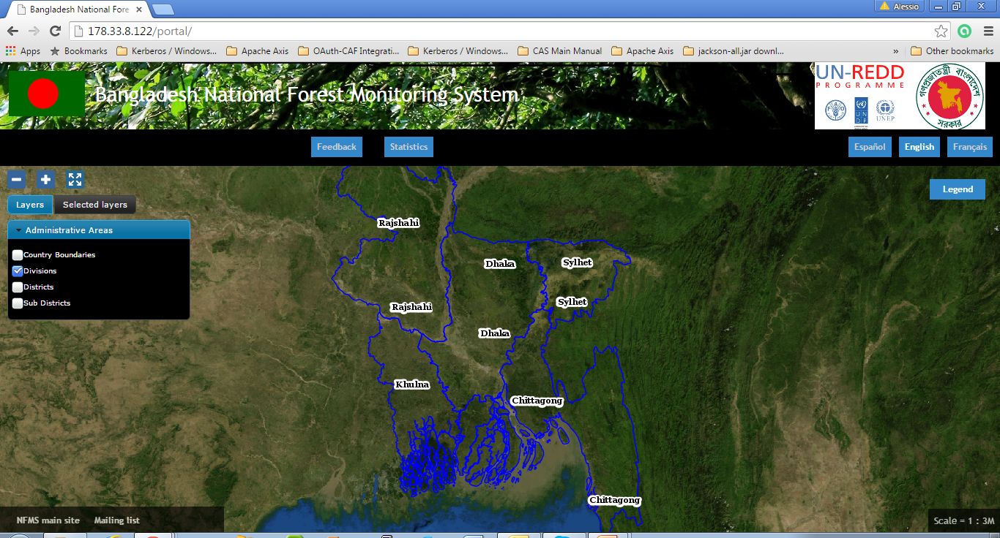 Bangladesh National Fore
Alessio
178.33.8.122/portal/
Apps
Bookmarks
Kerberos / Windows...
Apache Axis
OAuth-CAF Integrati...
Kerberos / Windows...
CAS Main Manual
Apache Axis
jackson-all.jar downl...
»
Other bookmarks
Bangladesh National Forest Monitoring System
UN-REDD
PROGRAMME
গণপ্রজাতন্ত্রী বাংলাদেশ
সরকার
UN
DP
UNEP
Feedback
Statistics
Español
English
Français
Legend
Layers
Selected layers
Administrative Areas
Country Boundaries
Divisions
Districts
Sub Districts
Rajshahi
Dhaka
Sylhet
Sylhet
Rajshahi
Dhaka
Khulna
Chittagong
Chittagong
NFMS main site
Mailing list
Scale = 1 : 3M